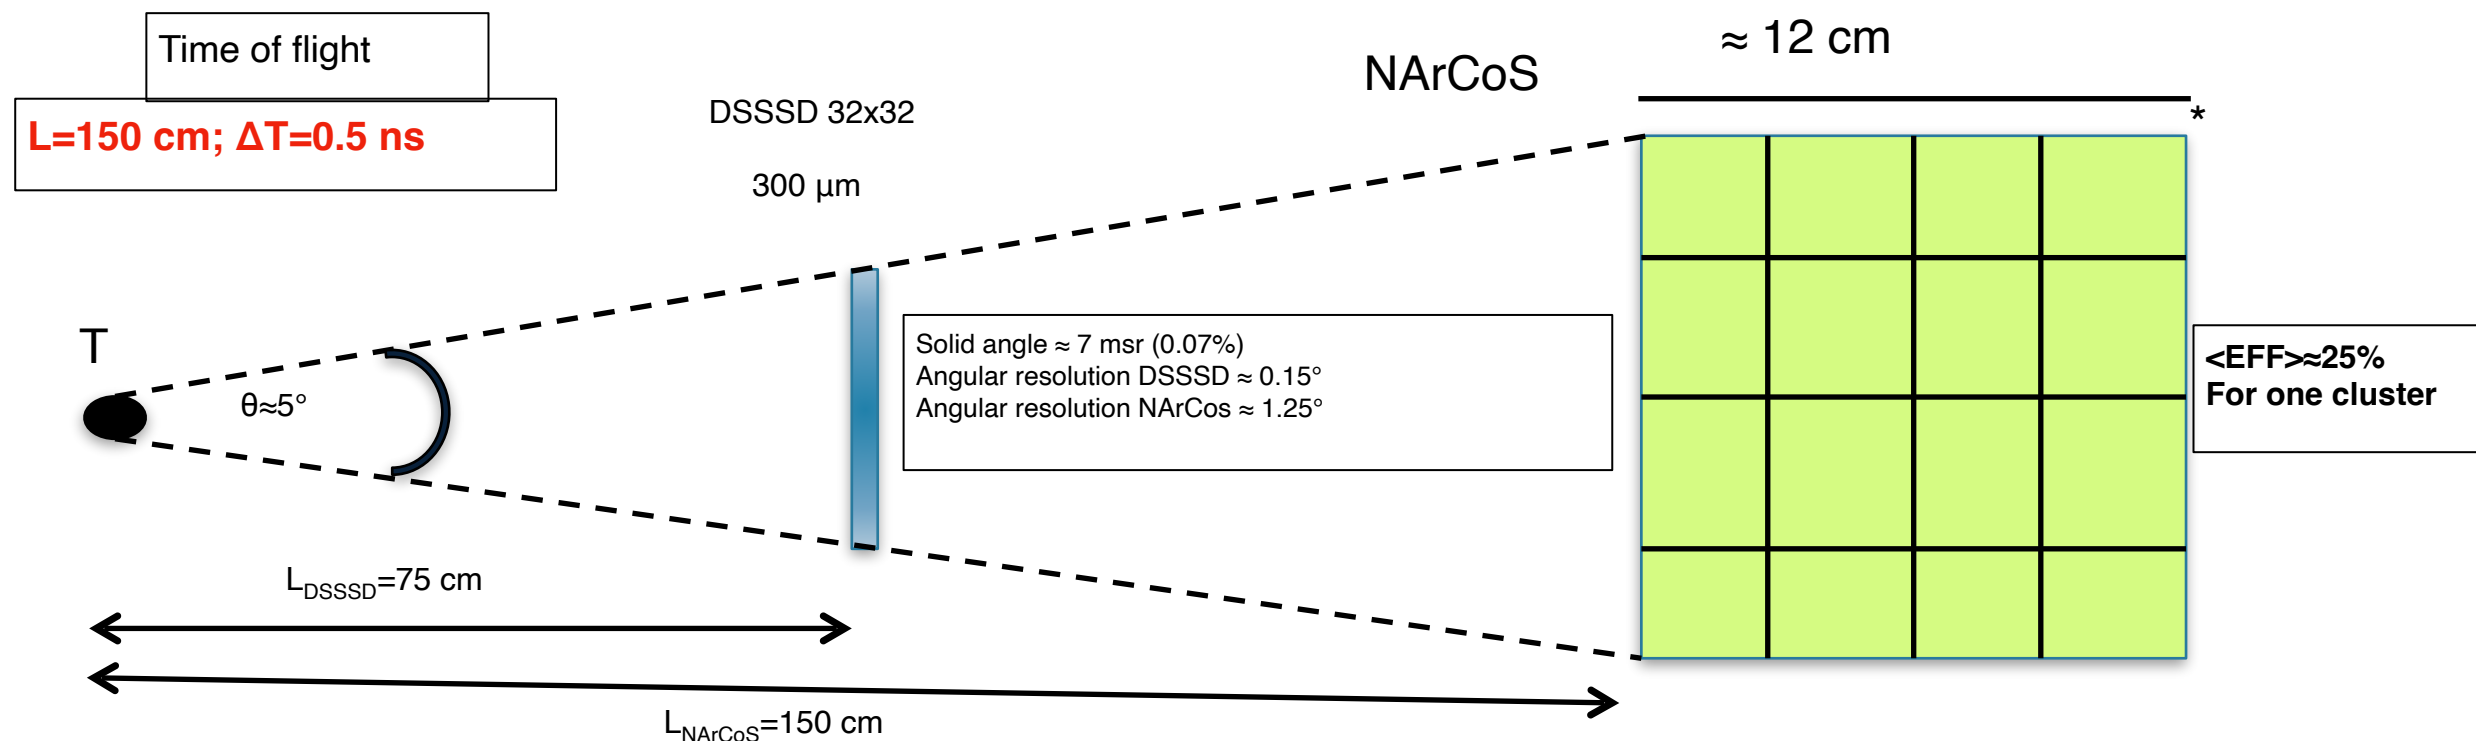 Time of flight
L=150 cm; ΔT=0.5 ns
DSSSD 32x32
300 μm
NArCoS
≈ 12 cm
*
T
θ≈5°
Solid angle ≈ 7 msr (0.07%)
Angular resolution DSSSD ≈ 0.15°
Angular resolution NArCos ≈ 1.25°
<EFF>≈25%
For one cluster
L_DSSSD=75 cm
L_NArCoS=150 cm